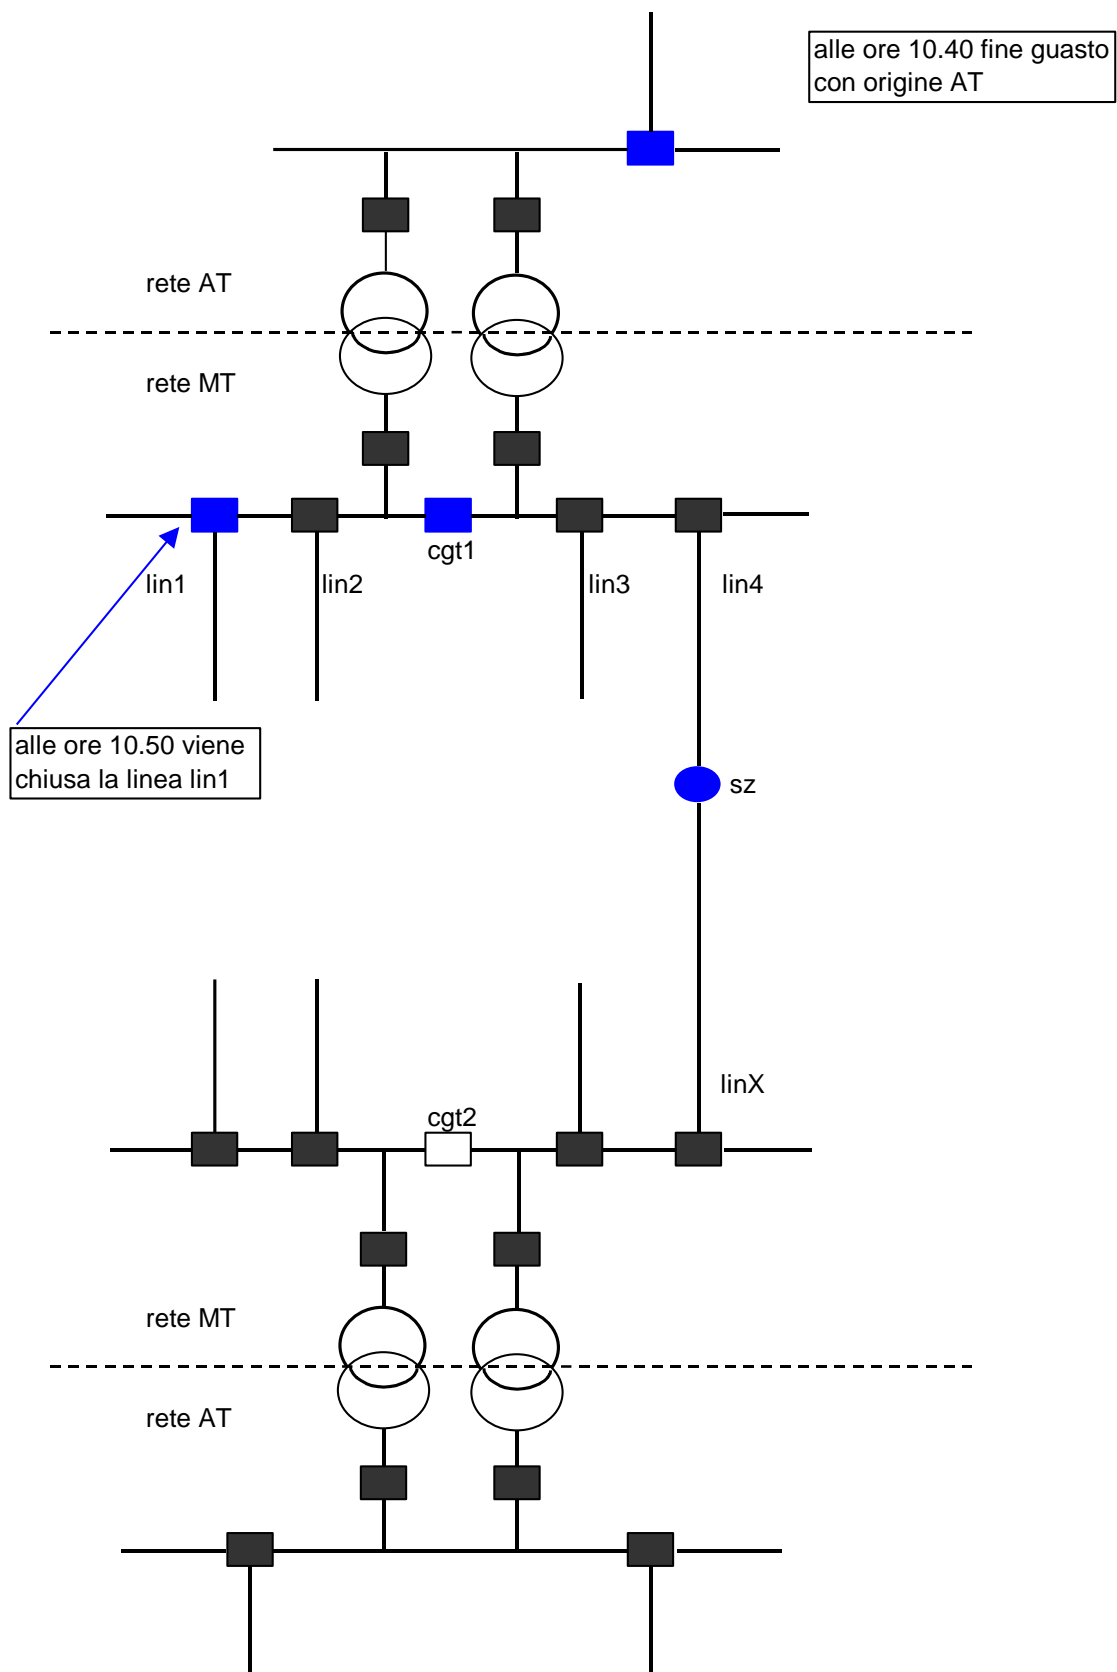 alle ore 10.40 fine guasto
con origine AT
rete AT
rete MT
cgt1
lin1
lin2
lin3
lin4
alle ore 10.50 viene
chiusa la linea lin1
sz
linX
cgt2
rete MT
rete AT